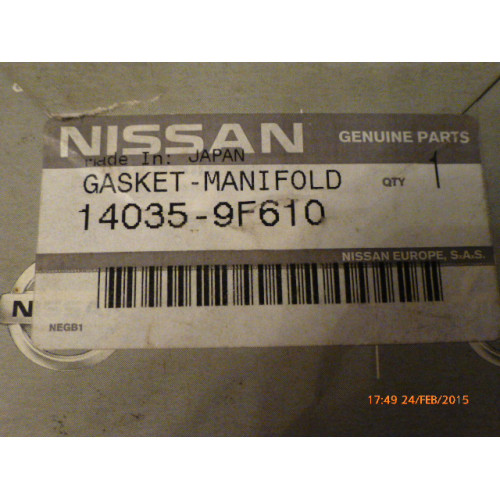 NISSAN GENUINE PARTS
Made In: JAPAN
GASKET-MANIFOLD QTY 1
14035-9F610
NISSAN EUROPE, S.A.S.
NEGB1
17:49 24/FEB/2015